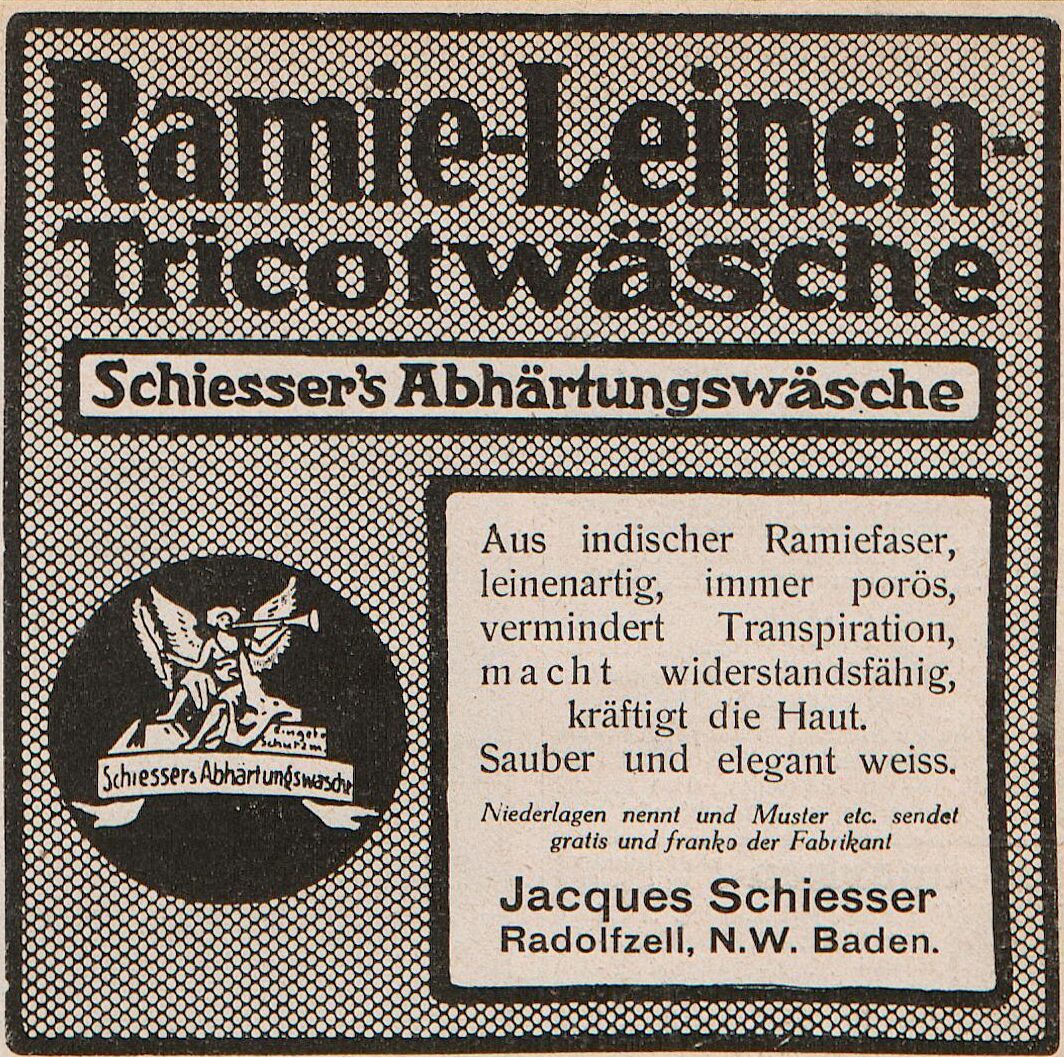 Ramie-Leinen-
Tricotwäsche
Schiesser's Abhärtungswäsche
Aus indischer Ramiefaser,
leinenartig, immer porös,
vermindert Transpiration,
macht widerstandsfähig,
kräftigt die Haut.
Sauber und elegant weiss.
Niederlagen nennt und Muster etc. sendet
gratis und franko der Fabrikant
Jacques Schiesser
Radolfzell, N.W. Baden.
Schutzm
Schiessers Abhärtungswäsche